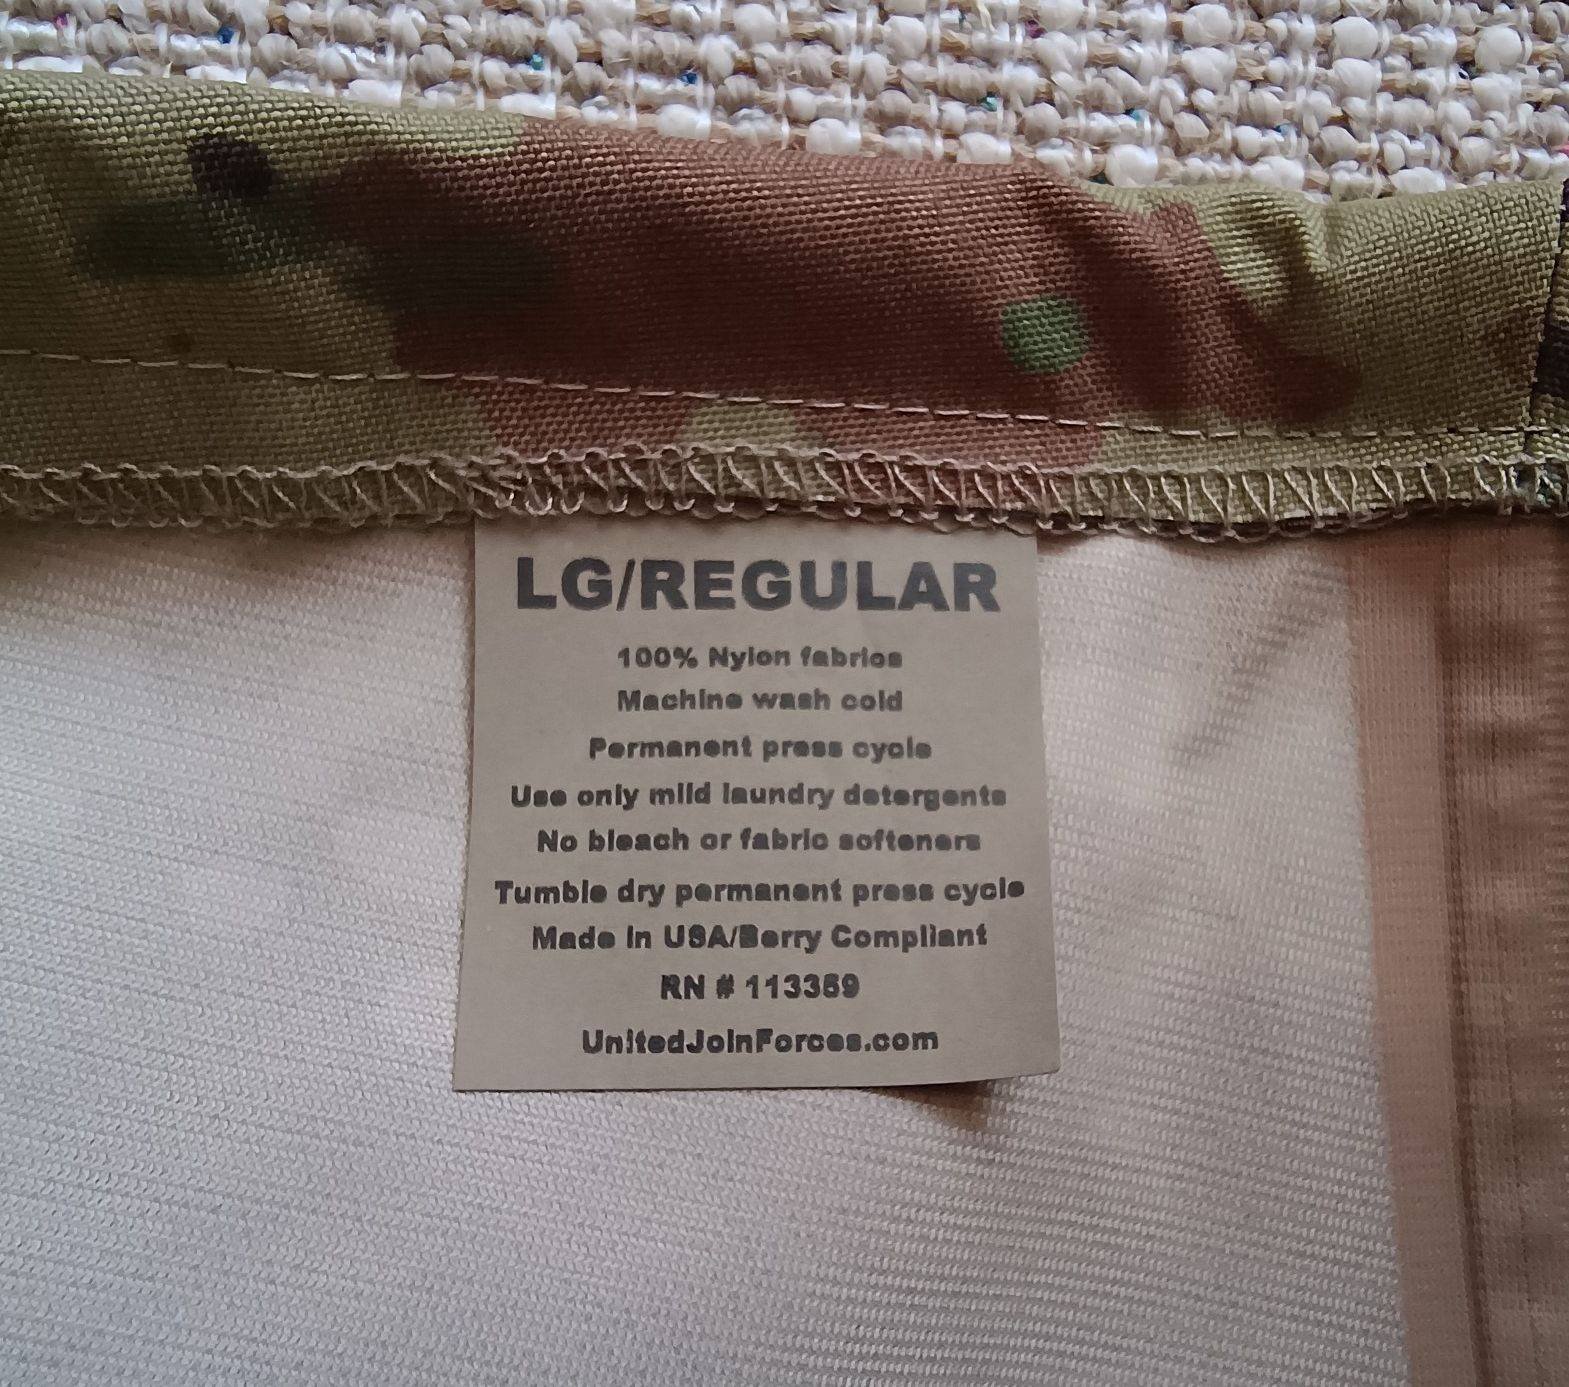 LG/REGULAR
100% Nylon fabrics
Machine wash cold
Permanent press cycle
Use only mild laundry detergents
No bleach or fabric softeners
Tumble dry permanent press cycle
Made in USA/Berry Compliant
RN # 113359
UnitedJoinForces.com